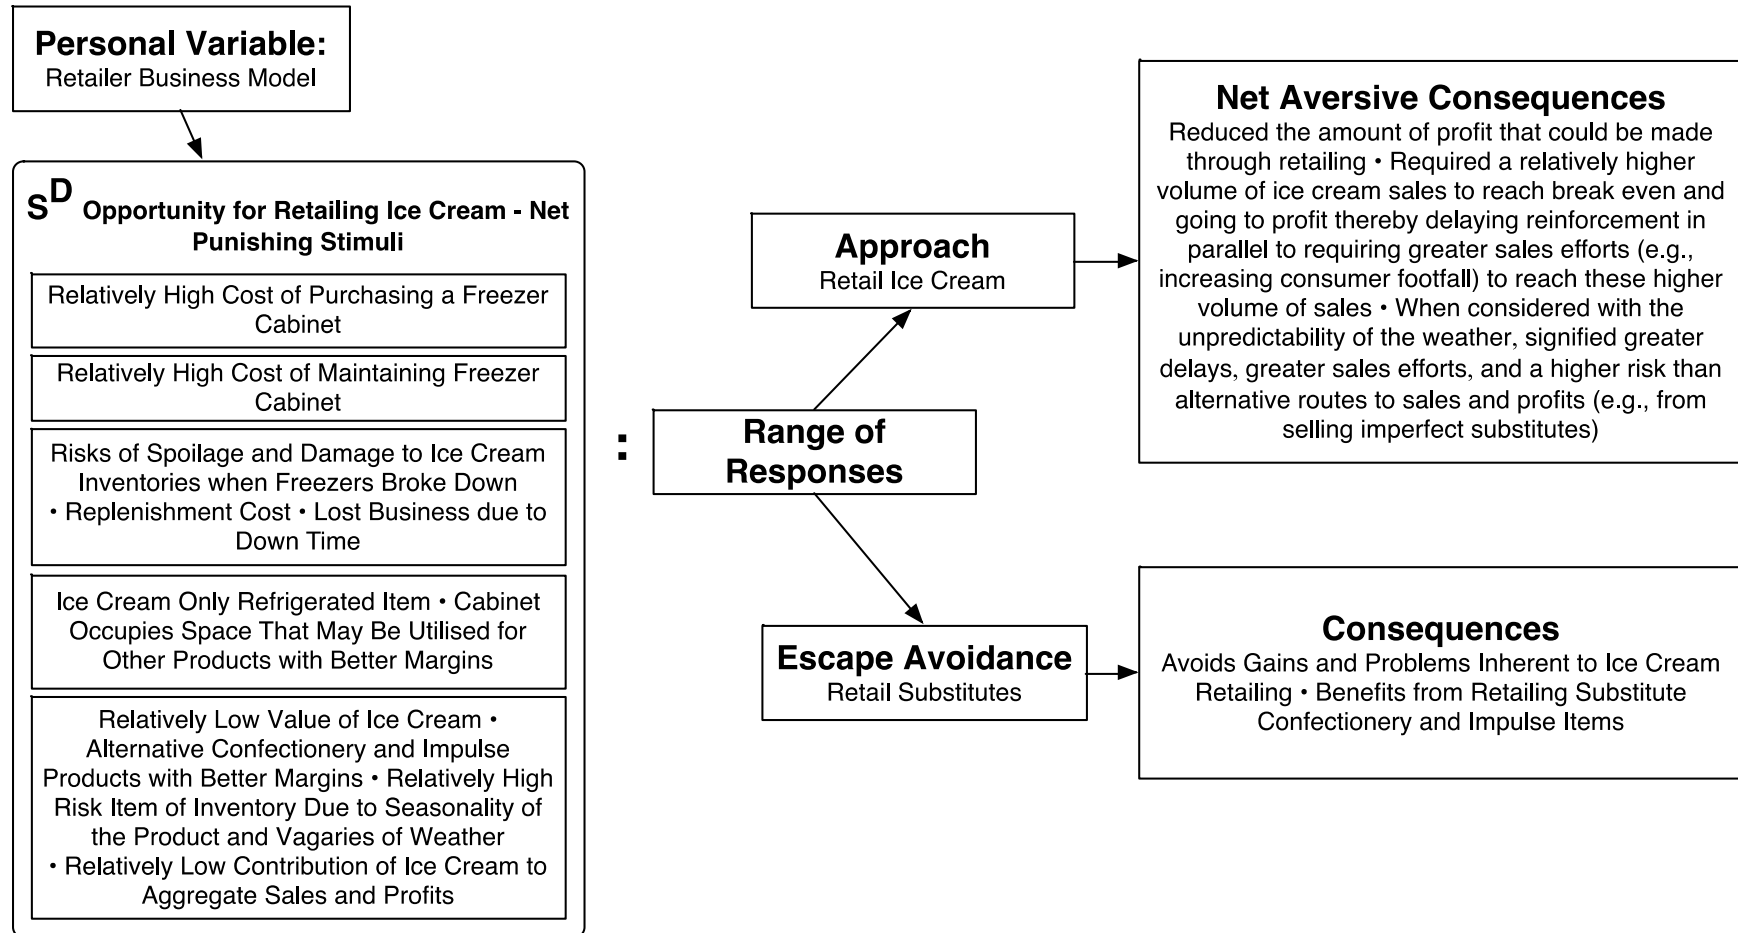 Personal Variable:
Retailer Business Model
SD Opportunity for Retailing Ice Cream - Net
Punishing Stimuli
Relatively High Cost of Purchasing a Freezer
Cabinet
Relatively High Cost of Maintaining Freezer
Cabinet
Risks of Spoilage and Damage to Ice Cream
Inventories when Freezers Broke Down
• Replenishment Cost • Lost Business due to
Down Time
Ice Cream Only Refrigerated Item • Cabinet
Occupies Space That May Be Utilised for
Other Products with Better Margins
Relatively Low Value of Ice Cream •
Alternative Confectionery and Impulse
Products with Better Margins • Relatively High
Risk Item of Inventory Due to Seasonality of
the Product and Vagaries of Weather
• Relatively Low Contribution of Ice Cream to
Aggregate Sales and Profits
:
Range of
Responses
Approach
Retail Ice Cream
Net Aversive Consequences
Reduced the amount of profit that could be made
through retailing • Required a relatively higher
volume of ice cream sales to reach break even and
going to profit thereby delaying reinforcement in
parallel to requiring greater sales efforts (e.g.,
increasing consumer footfall) to reach these higher
volume of sales • When considered with the
unpredictability of the weather, signified greater
delays, greater sales efforts, and a higher risk than
alternative routes to sales and profits (e.g., from
selling imperfect substitutes)
Escape Avoidance
Retail Substitutes
Consequences
Avoids Gains and Problems Inherent to Ice Cream
Retailing • Benefits from Retailing Substitute
Confectionery and Impulse Items